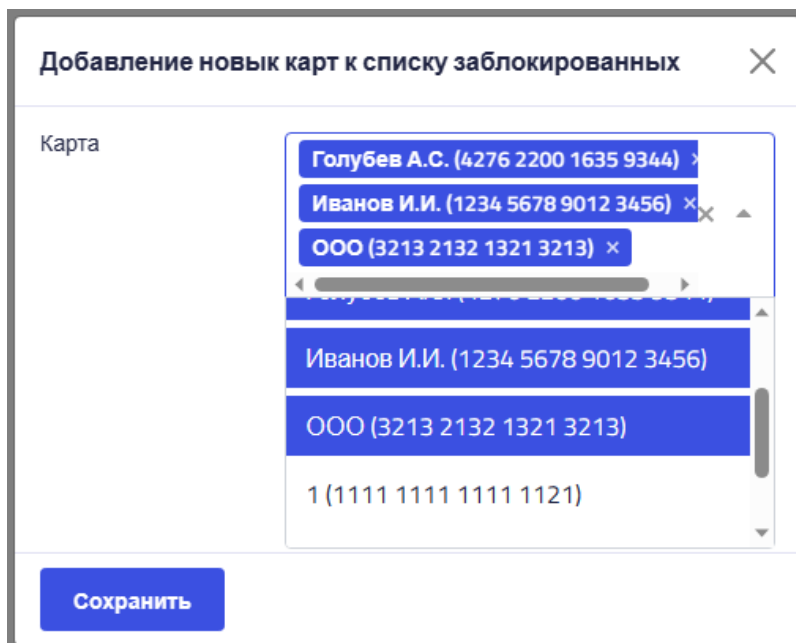 Добавление новык карт к списку заблокированных
Карта
Голубев А.С. (4276 2200 1635 9344) ×
Иванов И.И. (1234 5678 9012 3456) ×
ООО (3213 2132 1321 3213) ×
Иванов И.И. (1234 5678 9012 3456)
ООО (3213 2132 1321 3213)
1 (1111 1111 1111 1121)
Сохранить